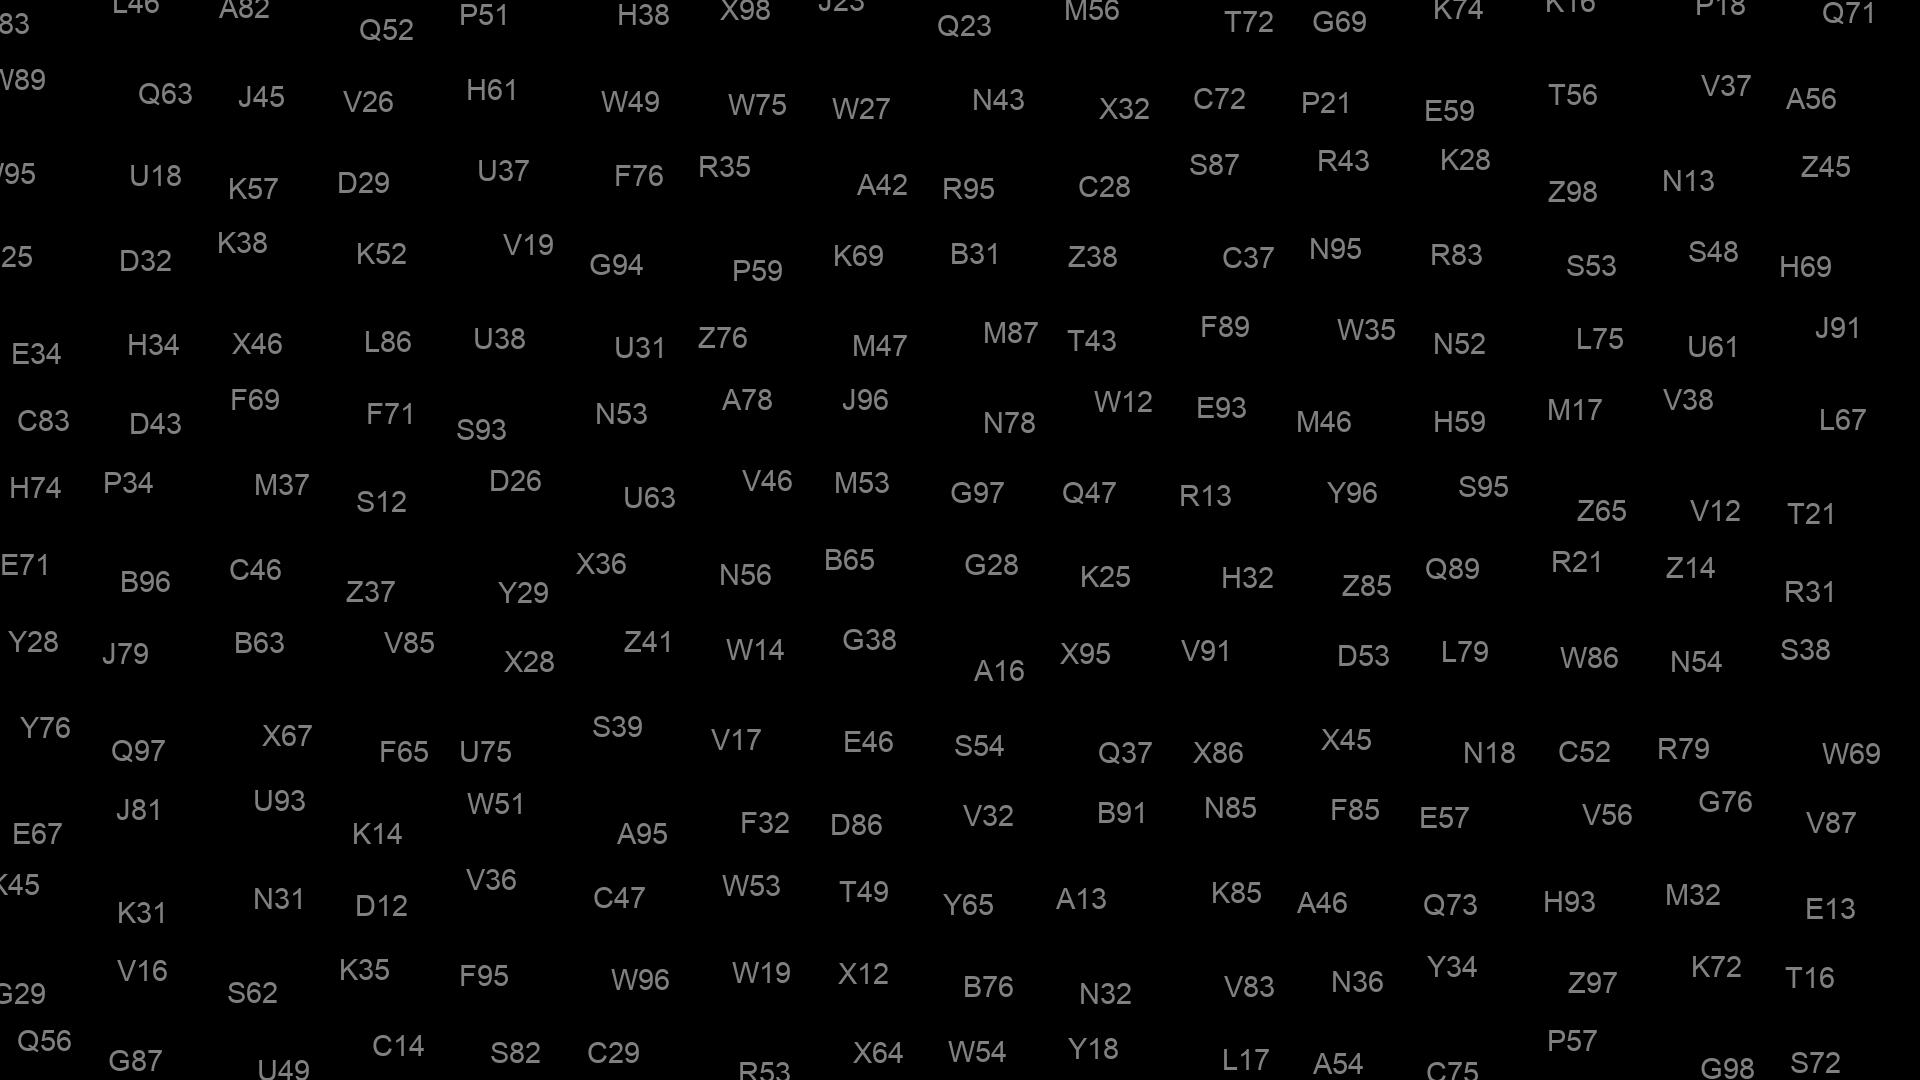 L46 A82 Q52 P51 H38 X98 J23 Q23 M56 T72 G69 K74 K16 P18 Q71
W89 Q63 J45 V26 H61 W49 W75 W27 N43 X32 C72 P21 E59 T56 V37 A56
U18 K57 D29 U37 F76 R35 A42 R95 C28 S87 R43 K28 Z98 N13 Z45
D32 K38 K52 V19 G94 P59 K69 B31 Z38 C37 N95 R83 S53 S48 H69
E34 H34 X46 L86 U38 U31 Z76 M47 M87 T43 F89 W35 N52 L75 U61 J91
C83 D43 F69 F71 S93 N53 A78 J96 N78 W12 E93 M46 H59 M17 V38 L67
H74 P34 M37 S12 D26 U63 V46 M53 G97 Q47 R13 Y96 S95 Z65 V12 T21
E71 B96 C46 Z37 Y29 X36 N56 B65 G28 K25 H32 Z85 Q89 R21 Z14 R31
Y28 J79 B63 V85 X28 Z41 W14 G38 A16 X95 V91 D53 L79 W86 N54 S38
Y76 Q97 X67 F65 U75 S39 V17 E46 S54 Q37 X86 X45 N18 C52 R79 W69
E67 J81 U93 K14 W51 A95 F32 D86 V32 B91 N85 F85 E57 V56 G76 V87
K45 K31 N31 D12 V36 C47 W53 T49 Y65 A13 K85 A46 Q73 H93 M32 E13
G29 V16 S62 K35 F95 W96 W19 X12 B76 N32 V83 N36 Y34 Z97 K72 T16
Q56 G87 U49 C14 S82 C29 R53 X64 W54 Y18 L17 A54 C75 P57 G98 S72